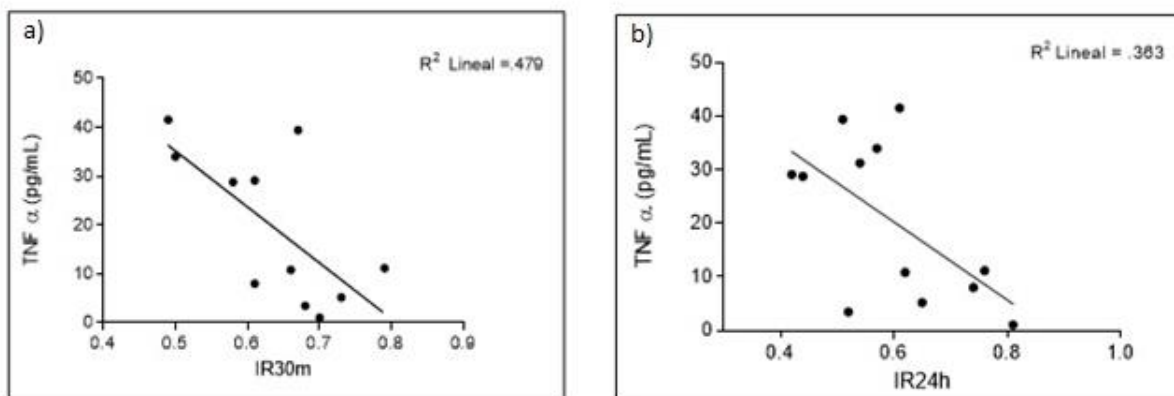 a)
R² Lineal =.479
TNF α (pg/mL)
50
40
30
20
10
0
0.4 0.5 0.6 0.7 0.8 0.9
IR30m
b)
R² Lineal = .363
TNF α (pg/mL)
50
40
30
20
10
0
0.4 0.6 0.8 1.0
IR24h